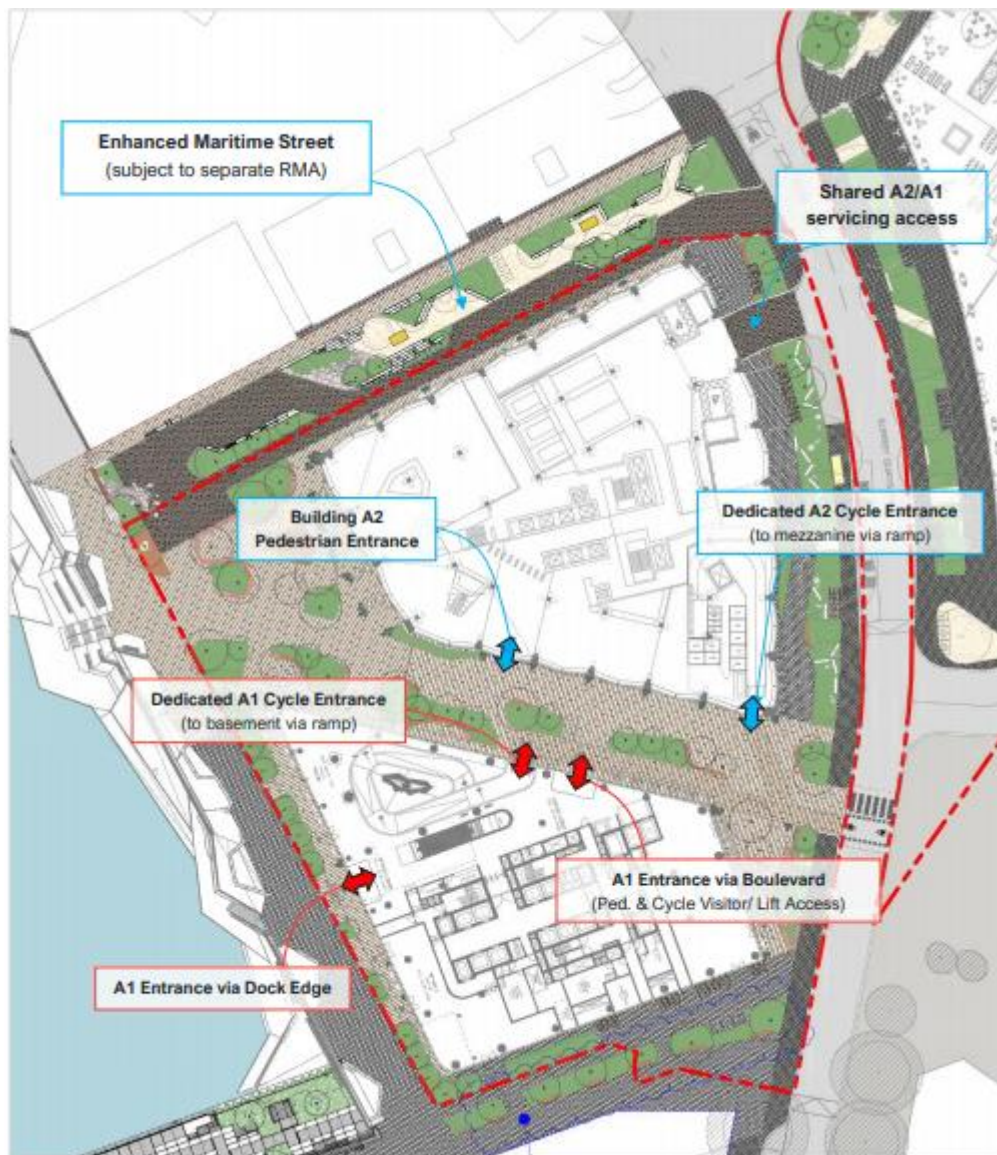 Enhanced Maritime Street
(subject to separate RMA)
Shared A2/A1
servicing access
Building A2
Pedestrian Entrance
Dedicated A2 Cycle Entrance
(to mezzanine via ramp)
Dedicated A1 Cycle Entrance
(to basement via ramp)
A1 Entrance via Boulevard
(Ped. & Cycle Visitor/ Lift Access)
A1 Entrance via Dock Edge